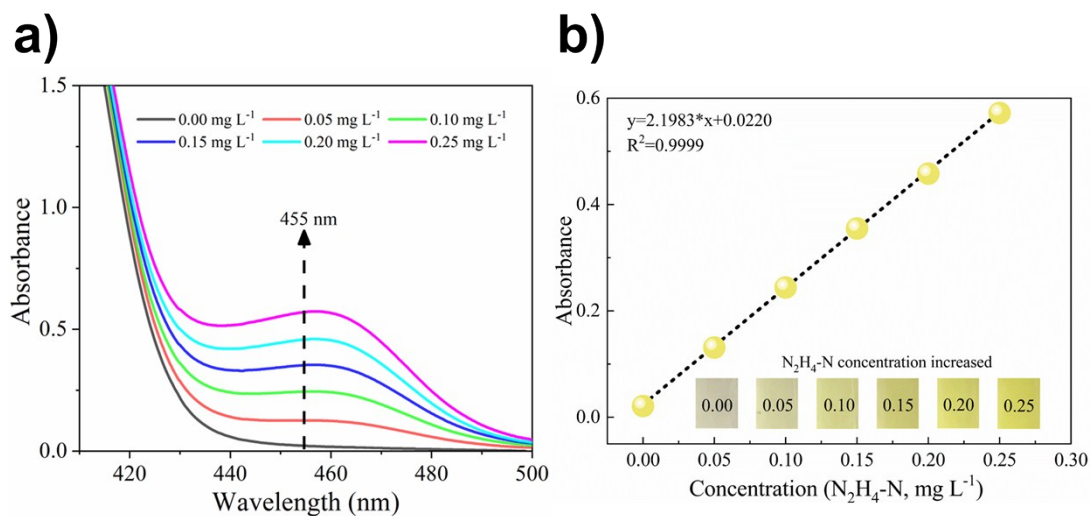 a)
1.5
1.0
0.5
0.0
Absorbance
0.00 mg L⁻¹ 0.05 mg L⁻¹ 0.10 mg L⁻¹
0.15 mg L⁻¹ 0.20 mg L⁻¹ 0.25 mg L⁻¹
455 nm
420 440 460 480 500
Wavelength (nm)
b)
0.6
0.4
0.2
0.0
Absorbance
y=2.1983*x+0.0220
R²=0.9999
N₂H₄-N concentration increased
0.00 0.05 0.10 0.15 0.20 0.25
0.00 0.05 0.10 0.15 0.20 0.25 0.30
Concentration (N₂H₄-N, mg L⁻¹)